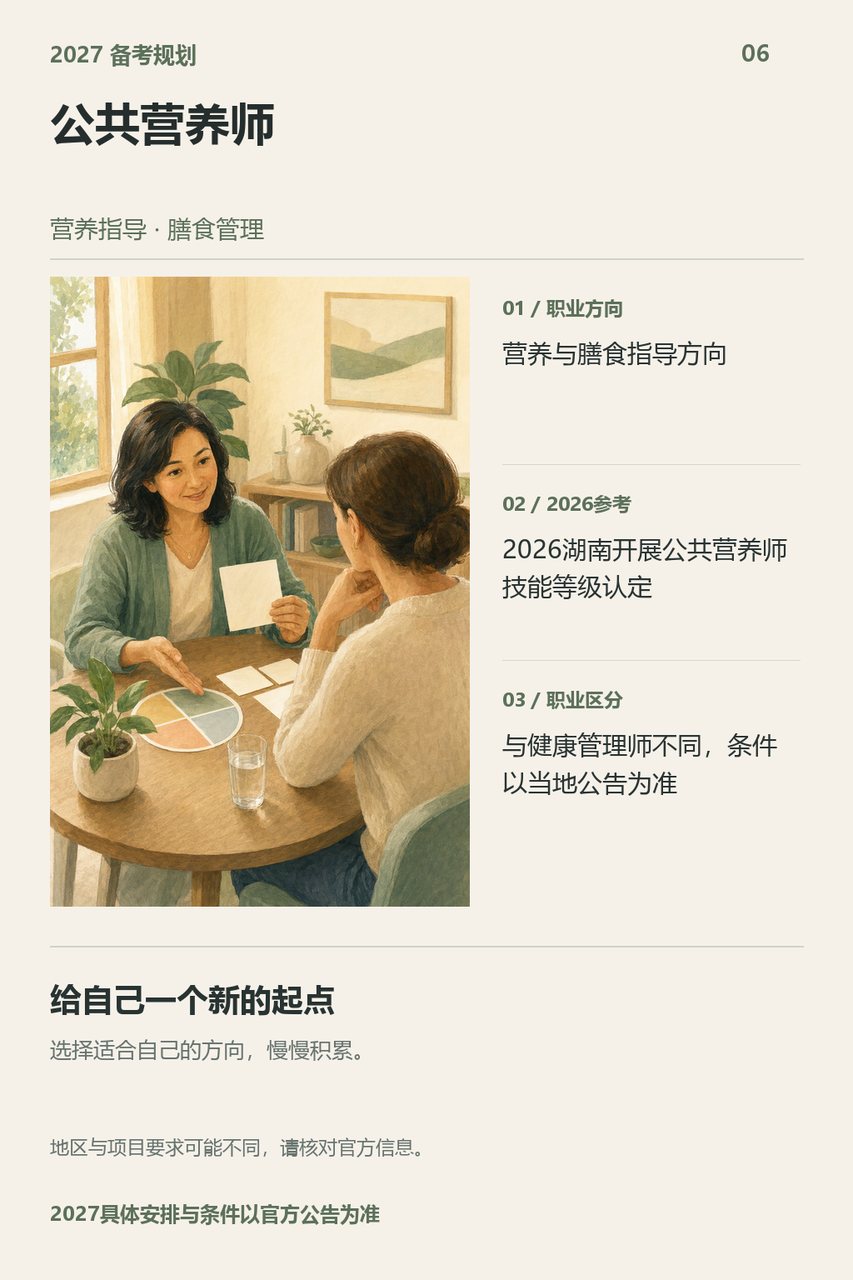 2027 备考规划
06
公共营养师
营养指导 · 膳食管理
01 / 职业方向
营养与膳食指导方向
02 / 2026参考
2026湖南开展公共营养师
技能等级认定
03 / 职业区分
与健康管理师不同，条件
以当地公告为准
给自己一个新的起点
选择适合自己的方向，慢慢积累。
地区与项目要求可能不同，请核对官方信息。
2027具体安排与条件以官方公告为准